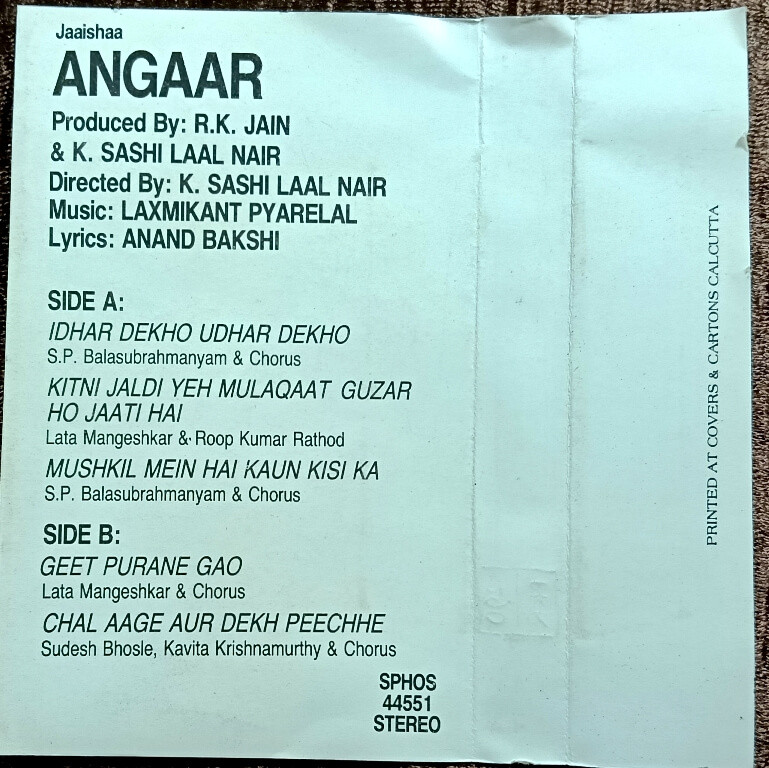 Jaaishaa
ANGAAR
Produced By: R.K. JAIN
& K. SASHI LAAL NAIR
Directed By: K. SASHI LAAL NAIR
Music: LAXMIKANT PYARELAL
Lyrics: ANAND BAKSHI
SIDE A:
IDHAR DEKHO UDHAR DEKHO
S.P. Balasubrahmanyam & Chorus
KITNI JALDI YEH MULAQAAT GUZAR
HO JAATI HAI
Lata Mangeshkar & Roop Kumar Rathod
MUSHKIL MEIN HAI KAUN KISI KA
S.P. Balasubrahmanyam & Chorus
SIDE B:
GEET PURANE GAO
Lata Mangeshkar & Chorus
CHAL AAGE AUR DEKH PEECHHE
Sudesh Bhosle, Kavita Krishnamurthy & Chorus
SPHOS
44551
STEREO
PRINTED AT COVERS & CARTONS CALCUTTA